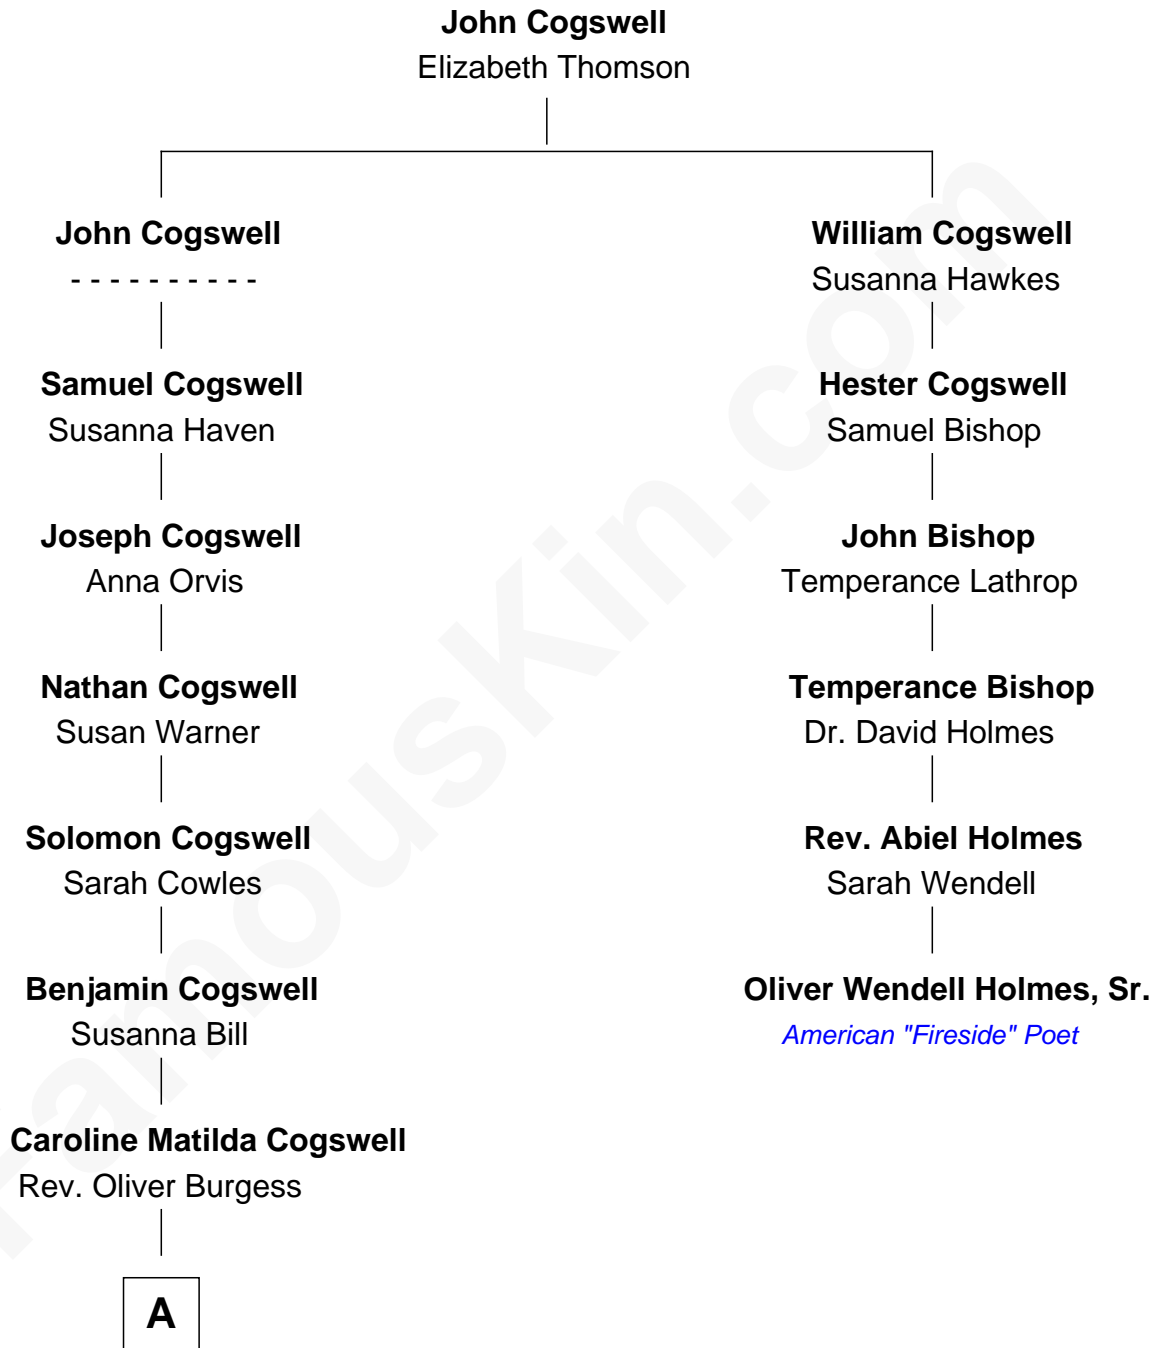 John Cogswell
Elizabeth Thomson
John Cogswell
- - - - - - - - - -
Samuel Cogswell
Susanna Haven
Joseph Cogswell
Anna Orvis
Nathan Cogswell
Susan Warner
Solomon Cogswell
Sarah Cowles
Benjamin Cogswell
Susanna Bill
Caroline Matilda Cogswell
Rev. Oliver Burgess
A
William Cogswell
Susanna Hawkes
Hester Cogswell
Samuel Bishop
John Bishop
Temperance Lathrop
Temperance Bishop
Dr. David Holmes
Rev. Abiel Holmes
Sarah Wendell
Oliver Wendell Holmes, Sr.
American "Fireside" Poet
FamousKin.com